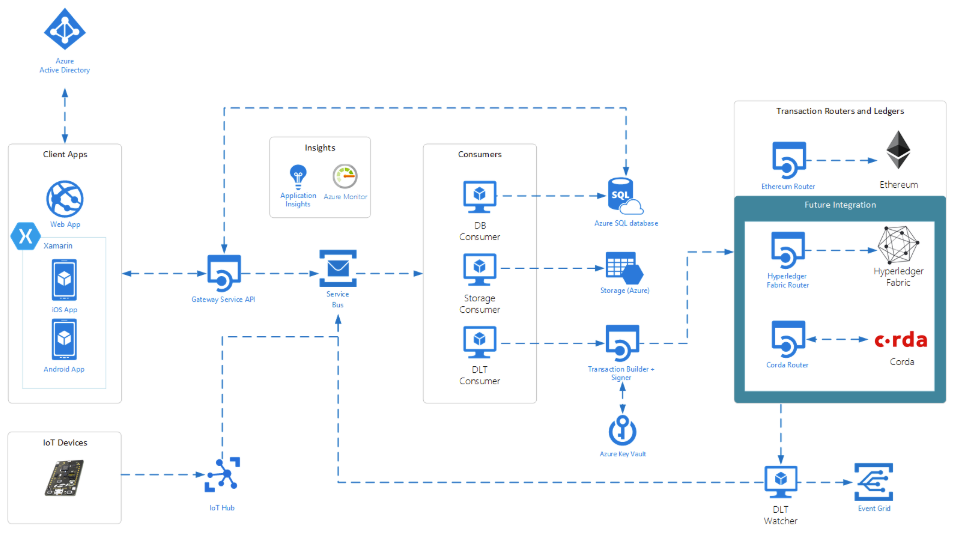 Azure
Active Directory
Client Apps
Web App
Xamarin
iOS App
Android App
IoT Devices
IoT Hub
Gateway Service API
Insights
Application
Insights
Azure Monitor
Service
Bus
Consumers
DB
Consumer
Storage
Consumer
DLT
Consumer
SQL
Azure SQL database
Storage (Azure)
Transaction Builder +
Signer
Azure Key Vault
Transaction Routers and Ledgers
Ethereum Router
Ethereum
Future Integration
Hyperledger
Fabric Router
Hyperledger
Fabric
Corda Router
c·rda
Corda
DLT
Watcher
Event Grid